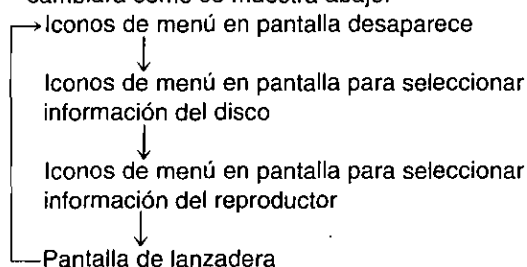 cambiará como se muestra abajo.
Iconos de menú en pantalla desaparece
Iconos de menú en pantalla para seleccionar
información del disco
Iconos de menú en pantalla para seleccionar
información del reproductor
Pantalla de lanzadera